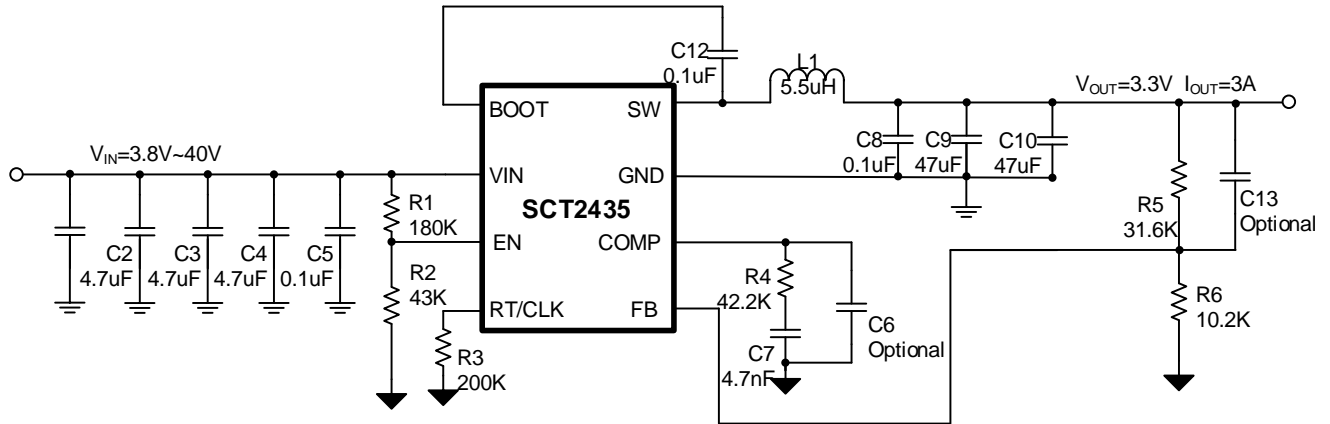 C12
0.1uF
L1
5.5uH
BOOT
SW
VOUT=3.3V IOUT=3A
C8
0.1uF
C9
47uF
C10
47uF
VIN=3.8V~40V
VIN
GND
SCT2435
R1
180K
EN
COMP
R5
31.6K
C13
Optional
C2
4.7uF
C3
4.7uF
C4
4.7uF
C5
0.1uF
R2
43K
R4
42.2K
RT/CLK
FB
R6
10.2K
C6
Optional
R3
200K
C7
4.7nF